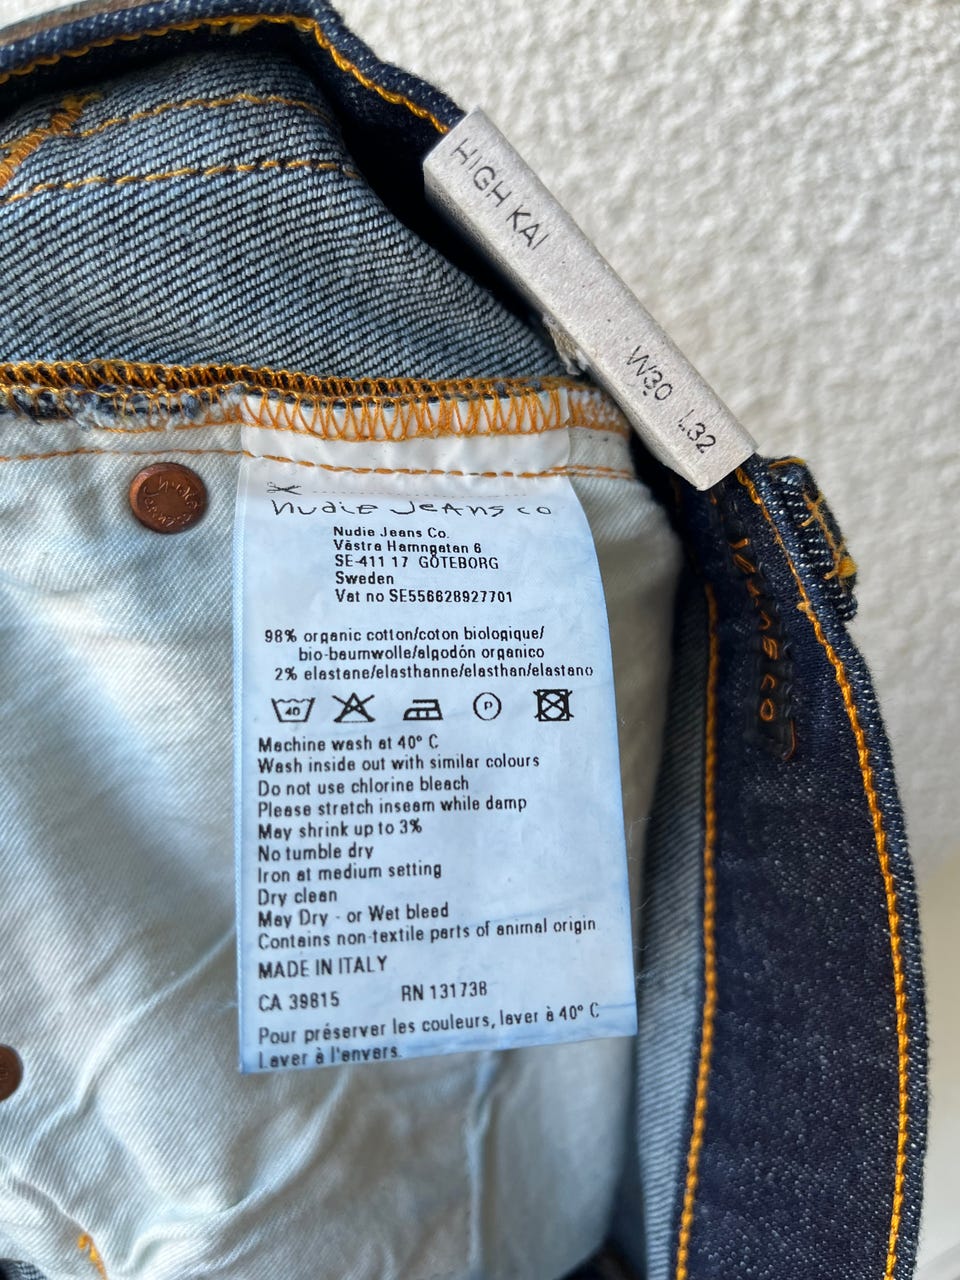 HIGH KAI W30 L32
Nudie Jeans co
Nudie Jeans Co.
Västra Hamngatan 6
SE-411 17 GÖTEBORG
Sweden
Vat no SE556628927701
98% organic cotton/coton biologique/
bio-baumwolle/algodón organico
2% elastane/elasthanne/elasthan/elastano
40 P
Machine wash at 40° C
Wash inside out with similar colours
Do not use chlorine bleach
Please stretch inseam while damp
May shrink up to 3%
No tumble dry
Iron at medium setting
Dry clean
May Dry - or Wet bleed
Contains non-textile parts of animal origin
MADE IN ITALY
CA 39815 RN 131738
Pour préserver les couleurs, laver à 40° C
Laver à l'envers.